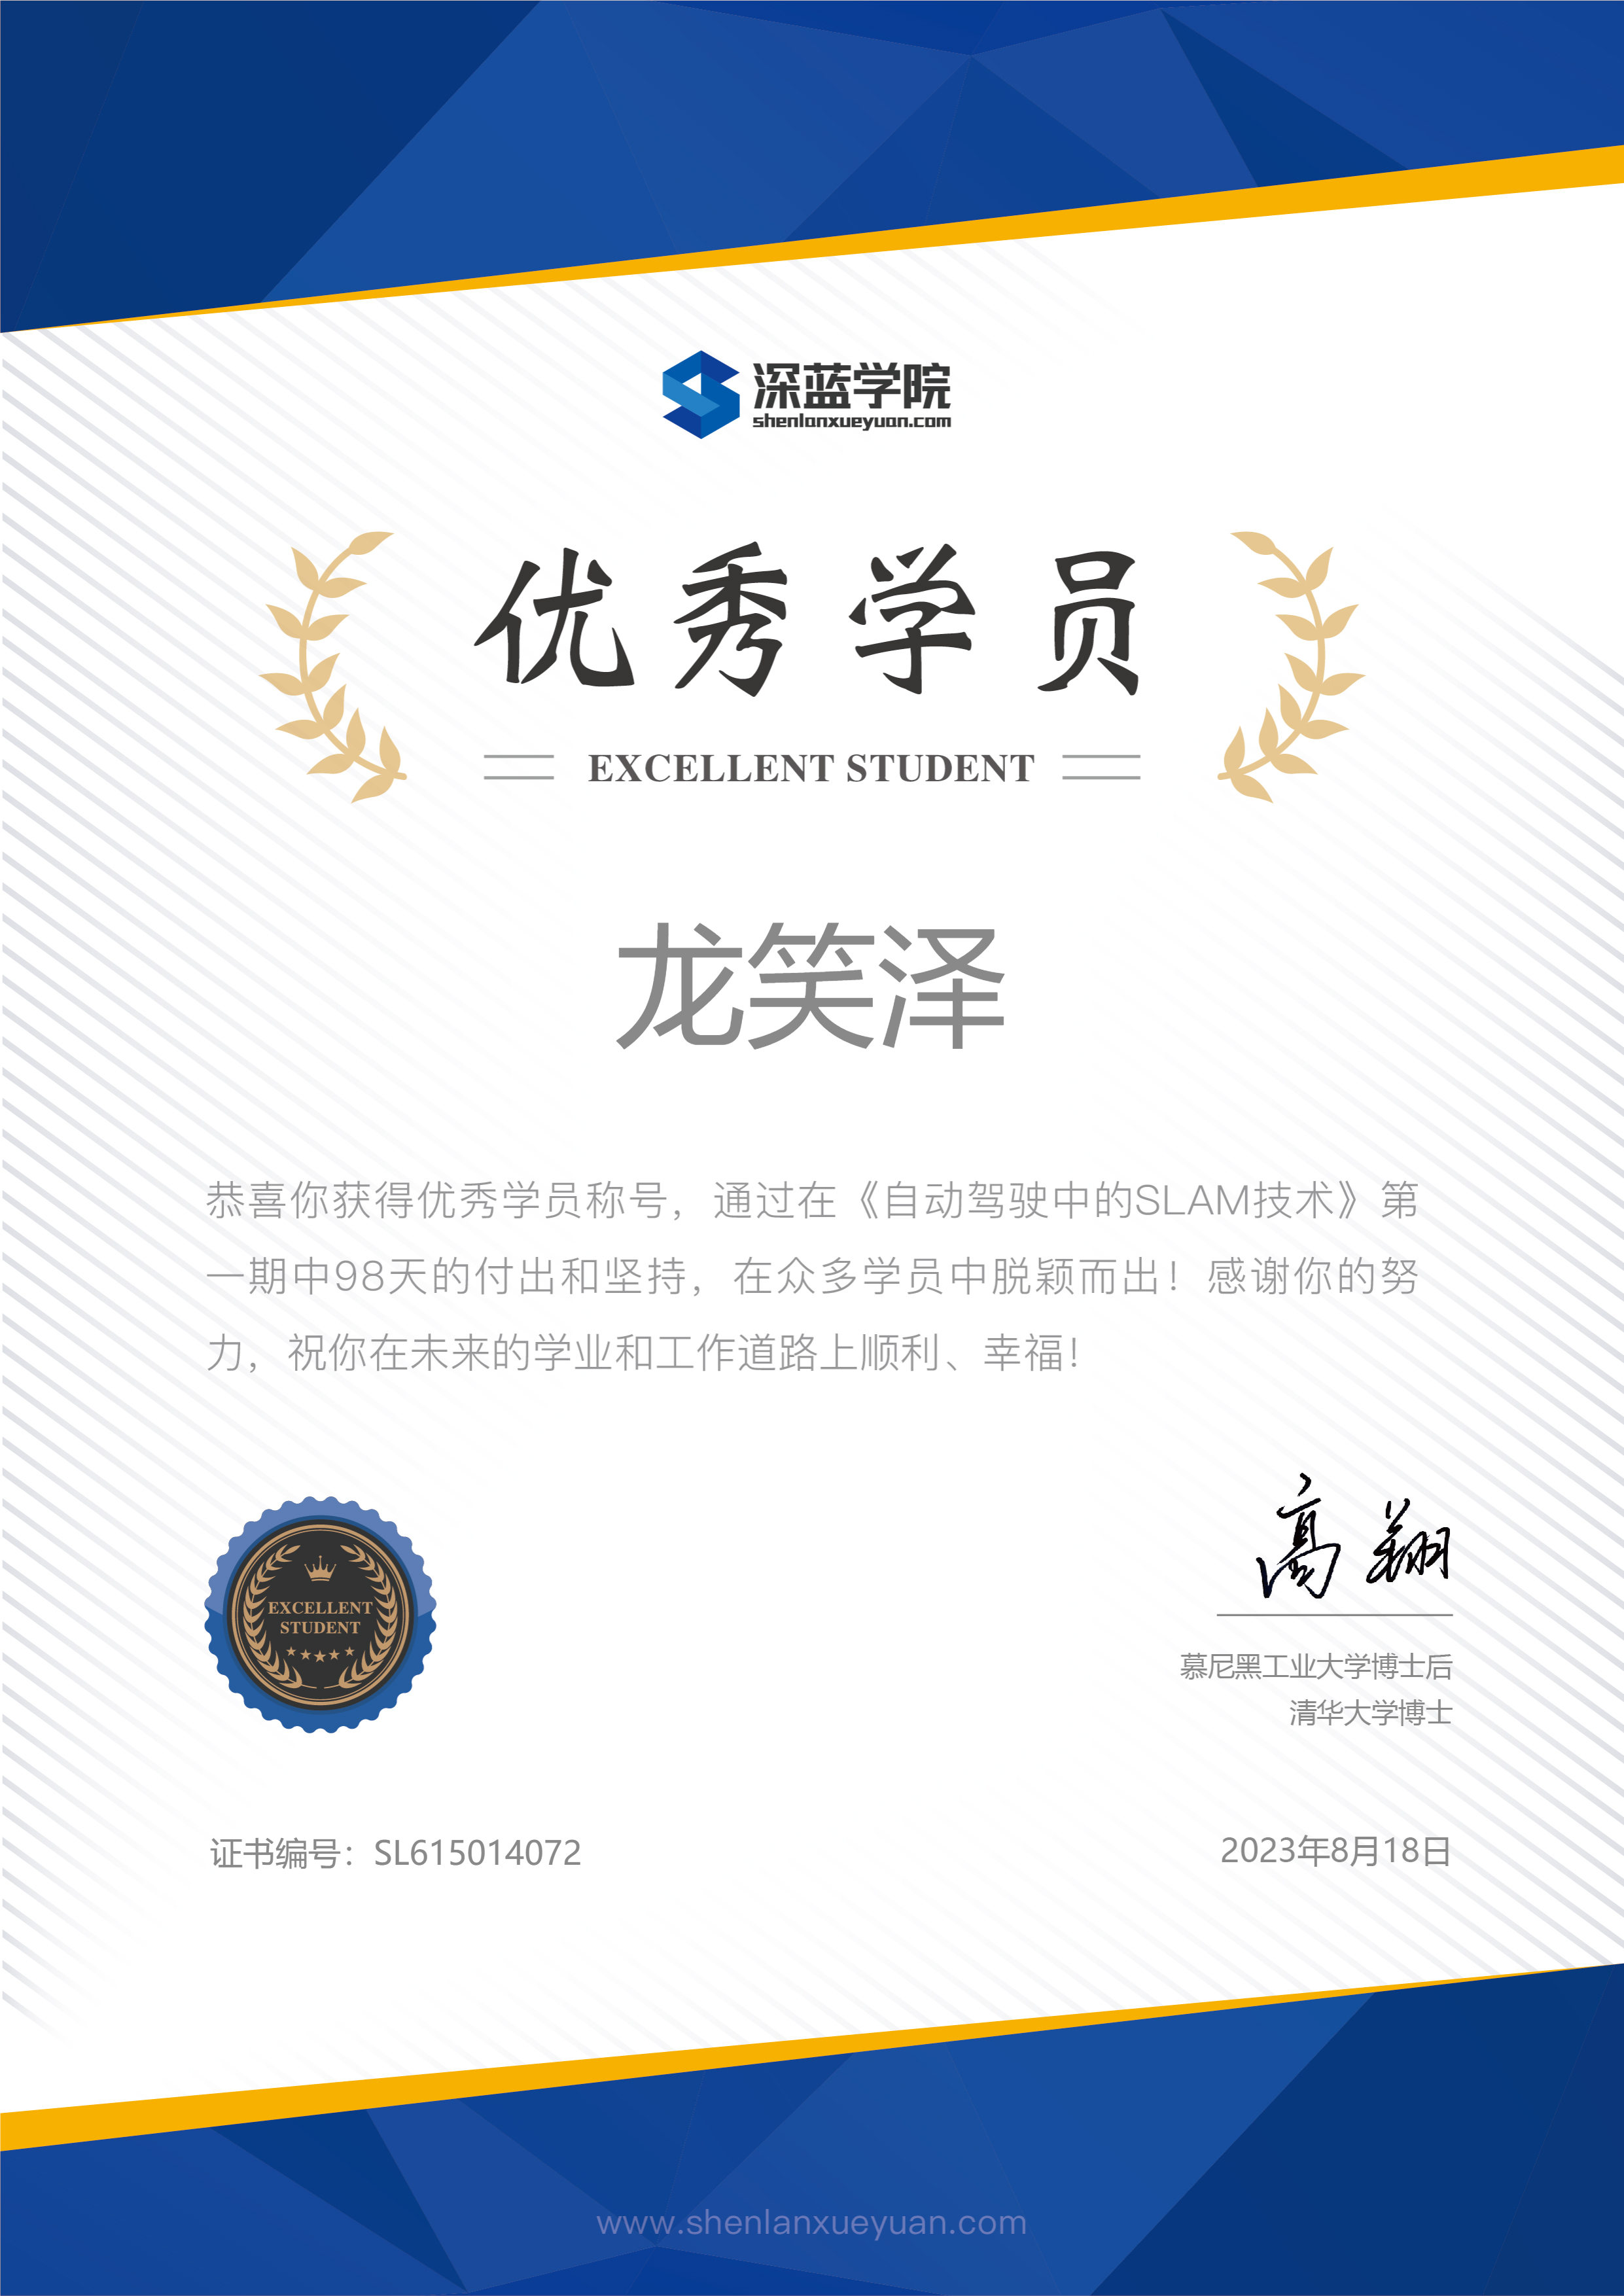 深蓝学院
shenlanxueyuan.com
优秀学员
EXCELLENT STUDENT
龙笑泽
恭喜你获得优秀学员称号，通过在《自动驾驶中的SLAM技术》第
一期中98天的付出和坚持，在众多学员中脱颖而出！感谢你的努
力，祝你在未来的学业和工作道路上顺利、幸福！
EXCELLENT
STUDENT
高翔
慕尼黑工业大学博士后
清华大学博士
证书编号：SL615014072
2023年8月18日
www.shenlanxueyuan.com